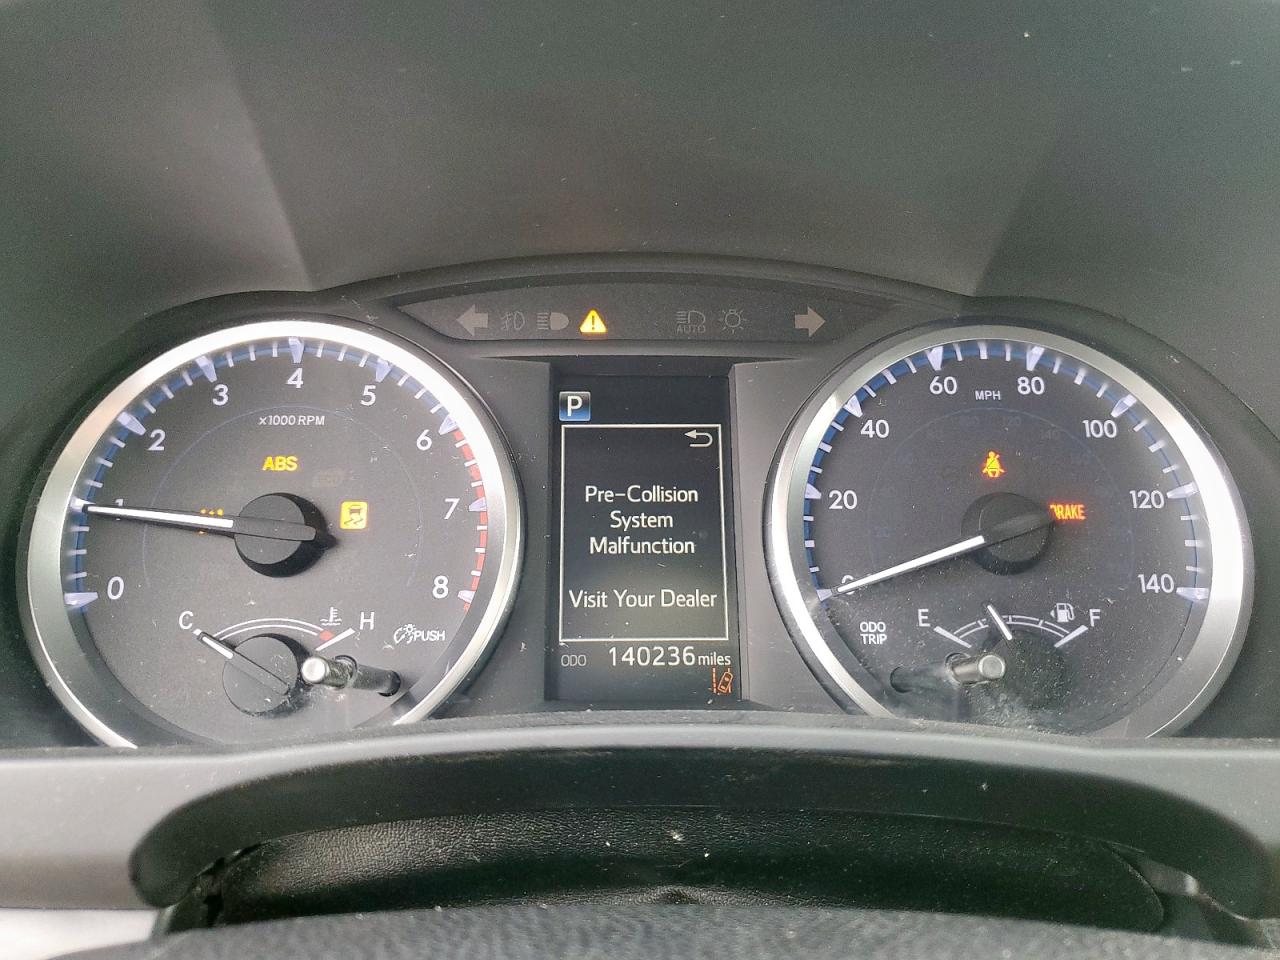 AUTO
4
3
5
x1000 RPM
2
6
ABS
1
7
0
8
C
H
PUSH
P
Pre-Collision
System
Malfunction
Visit Your Dealer
ODO 140236 miles
60
MPH
80
40
100
20
120
BRAKE
0
140
ODO
TRIP
E
F